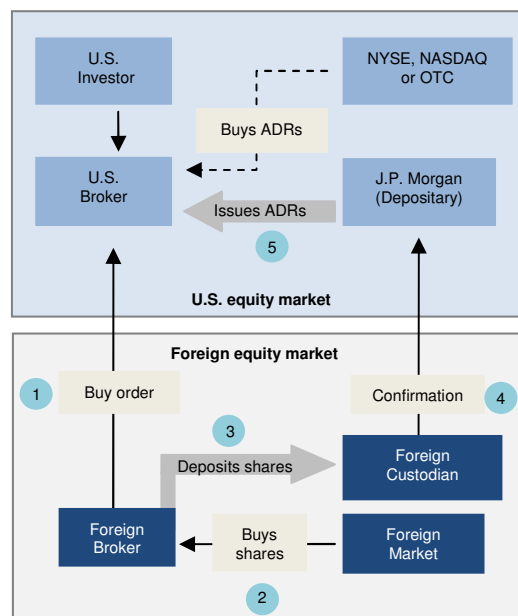 U.S.
Investor
NYSE, NASDAQ
or OTC
Buys ADRs
U.S.
Broker
J.P. Morgan
(Depositary)
Issues ADRs
5
U.S. equity market
Foreign equity market
1
Buy order
Confirmation
4
3
Deposits shares
Foreign
Custodian
Foreign
Broker
Buys
shares
Foreign
Market
2